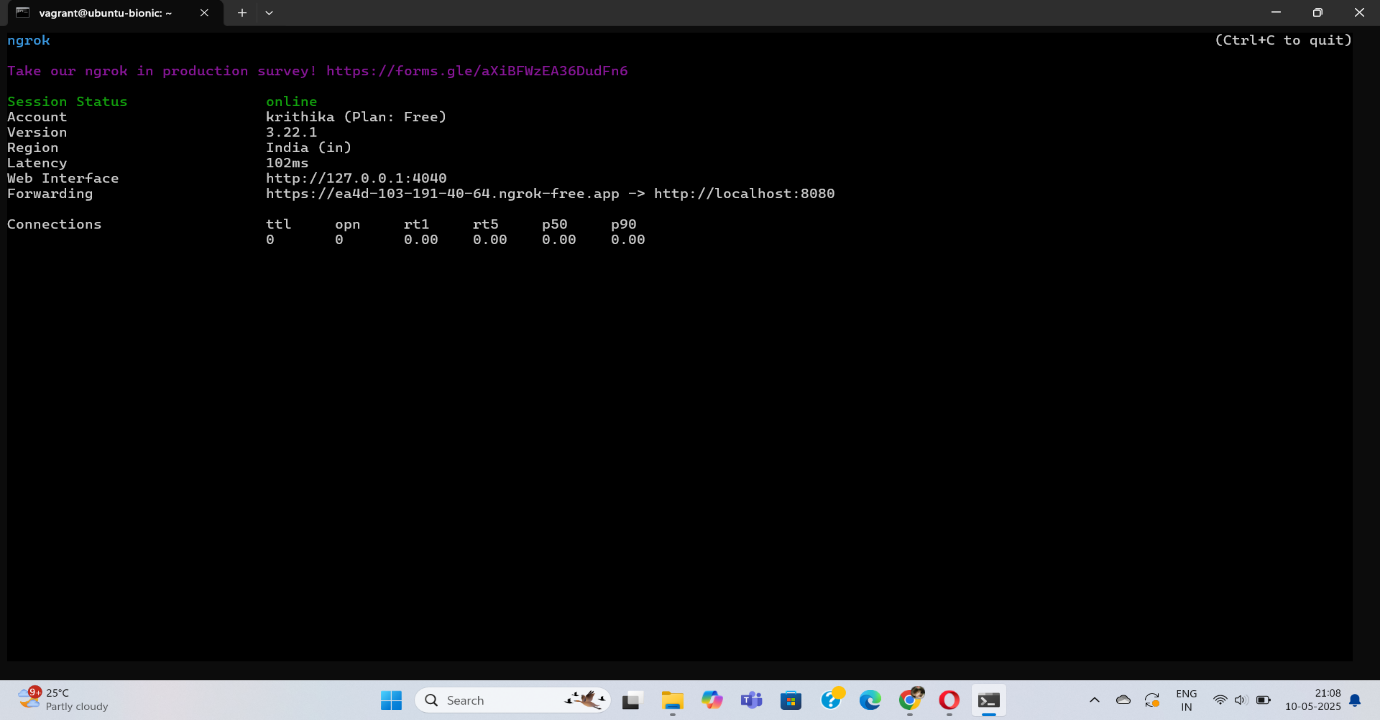 vagrant@ubuntu-bionic: ~
ngrok (Ctrl+C to quit)
Take our ngrok in production survey! https://forms.gle/aXiBFWzEA36DudFn6
Session Status online
Account krithika (Plan: Free)
Version 3.22.1
Region India (in)
Latency 102ms
Web Interface http://127.0.0.1:4040
Forwarding https://ea4d-103-191-40-64.ngrok-free.app -> http://localhost:8080
Connections ttl opn rt1 rt5 p50 p90
0 0 0.00 0.00 0.00 0.00
9+
25°C
Partly cloudy
Search
ENG
IN
21:08
10-05-2025